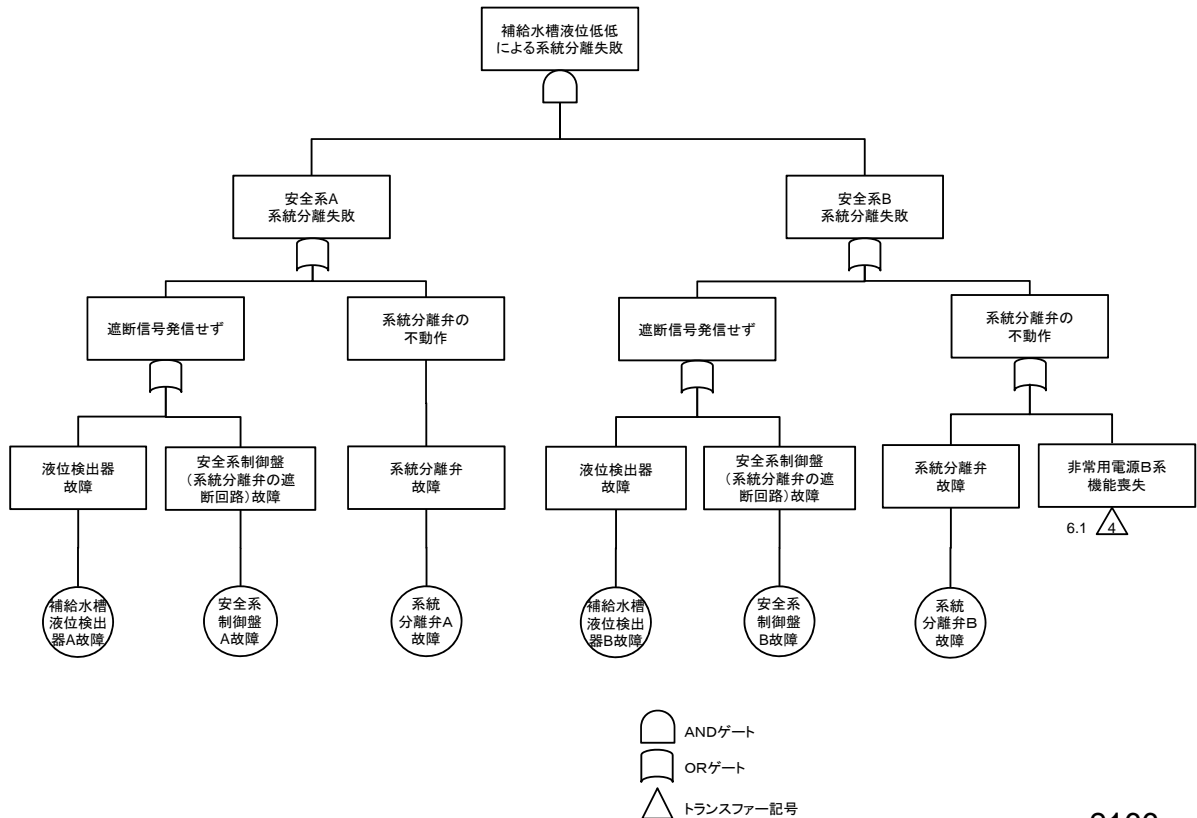 補給水槽液位低低
による系統分離失敗
安全系A
系統分離失敗
安全系B
系統分離失敗
遮断信号発信せず
系統分離弁の
不動作
遮断信号発信せず
系統分離弁の
不動作
液位検出器
故障
安全系制御盤
(系統分離弁の遮
断回路)故障
系統分離弁
故障
液位検出器
故障
安全系制御盤
(系統分離弁の遮
断回路)故障
系統分離弁
故障
非常用電源B系
機能喪失
6.1
4
補給水槽
液位検出
器A故障
安全系
制御盤
A故障
系統
分離弁A
故障
補給水槽
液位検出
器B故障
安全系
制御盤
B故障
系統
分離弁B
故障
ANDゲート
ORゲート
トランスファー記号